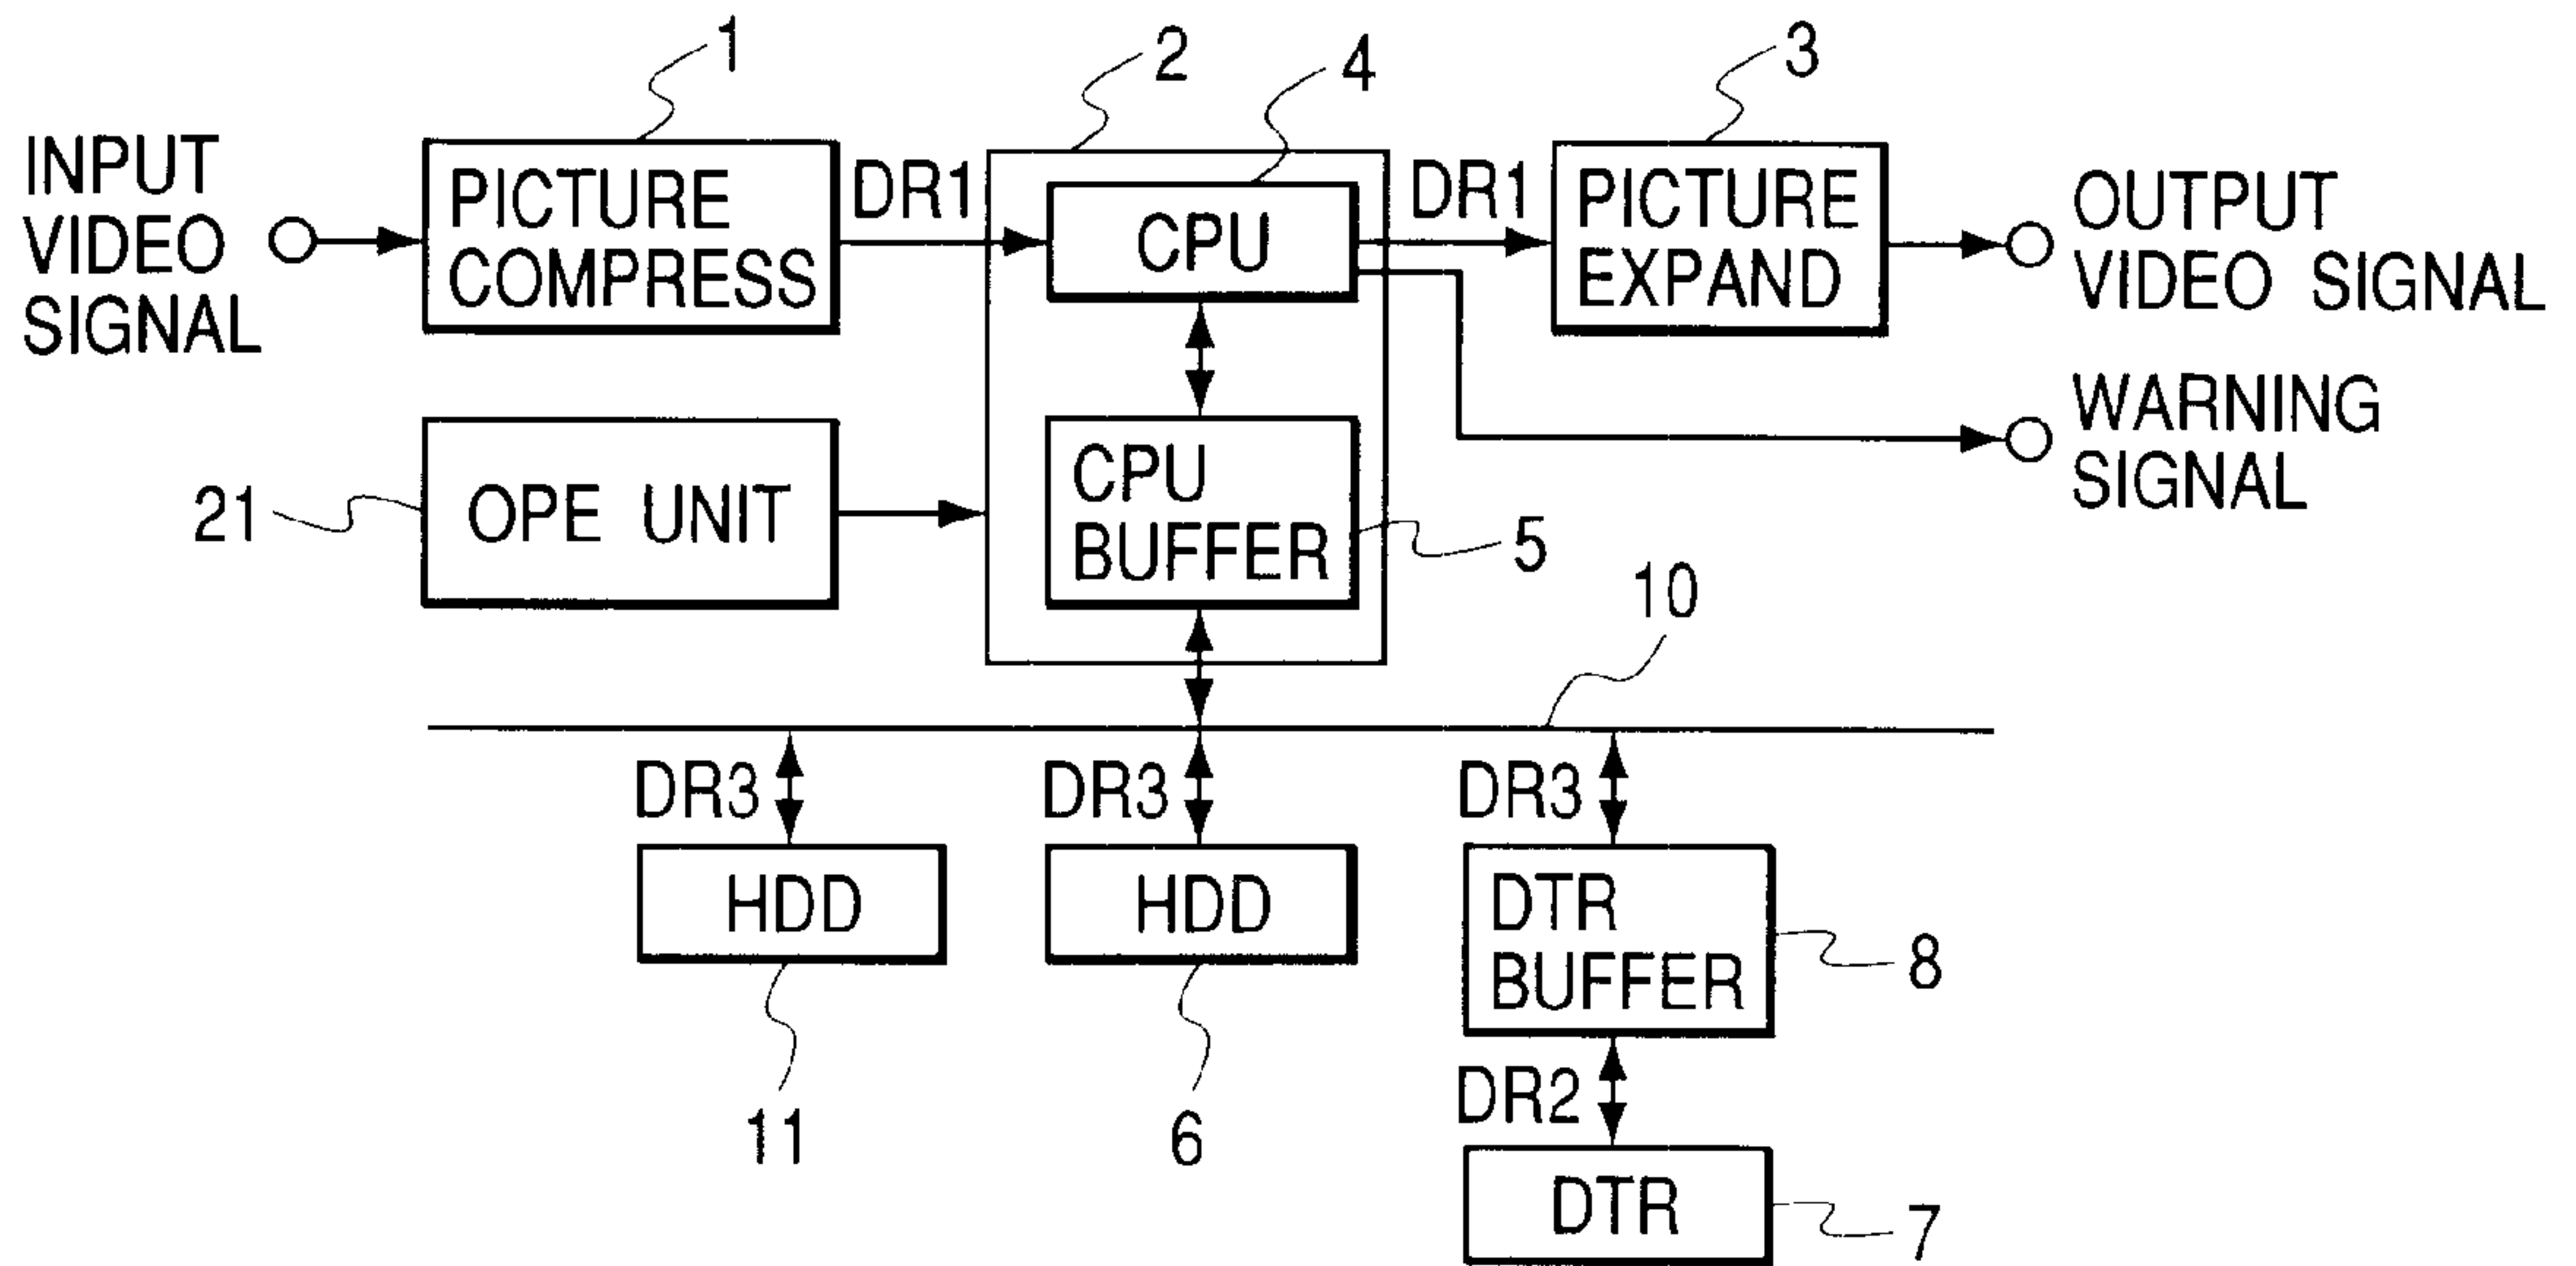 1
2
4
3
INPUT
VIDEO
SIGNAL
PICTURE
COMPRESS
DR1
CPU
DR1
PICTURE
EXPAND
OUTPUT
VIDEO SIGNAL
WARNING
SIGNAL
21
OPE UNIT
CPU
BUFFER
5
10
DR3
DR3
DR3
HDD
HDD
DTR
BUFFER
8
11
6
DR2
DTR
7